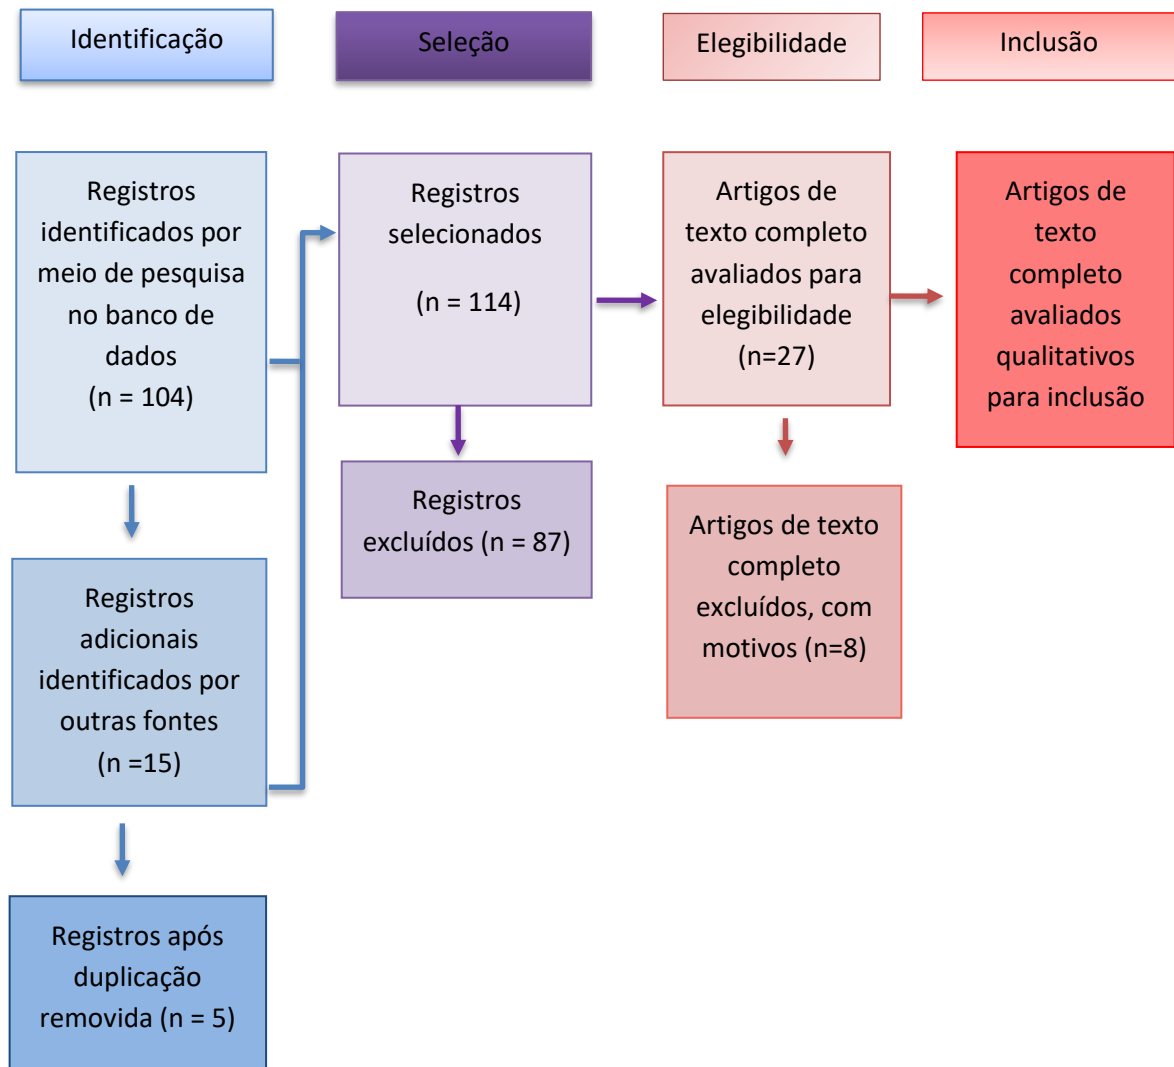 Identificação
Seleção
Elegibilidade
Inclusão
Registros
identificados por
meio de pesquisa
no banco de
dados
(n = 104)
Registros
adicionais
identificados por
outras fontes
(n =15)
Registros após
duplicação
removida (n = 5)
Registros
selecionados
(n = 114)
Registros
excluídos (n = 87)
Artigos de
texto completo
avaliados para
elegibilidade
(n=27)
Artigos de texto
completo
excluídos, com
motivos (n=8)
Artigos de
texto
completo
avaliados
qualitativos
para inclusão